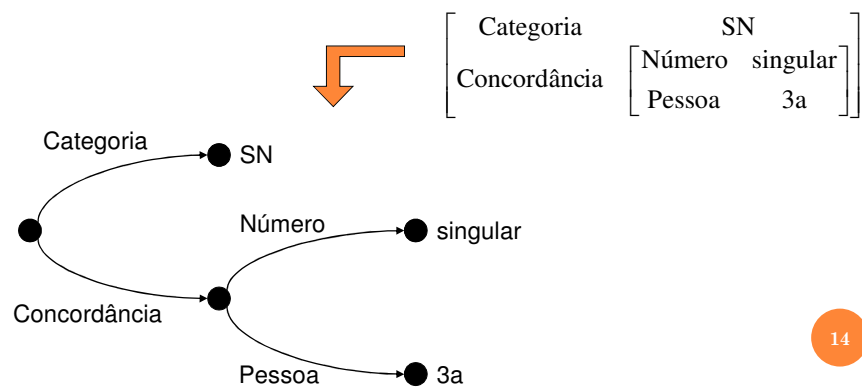 Categoria SN
Número singular
Concordância
Pessoa 3a
Categoria
SN
Número
singular
Concordância
Pessoa
3a
14